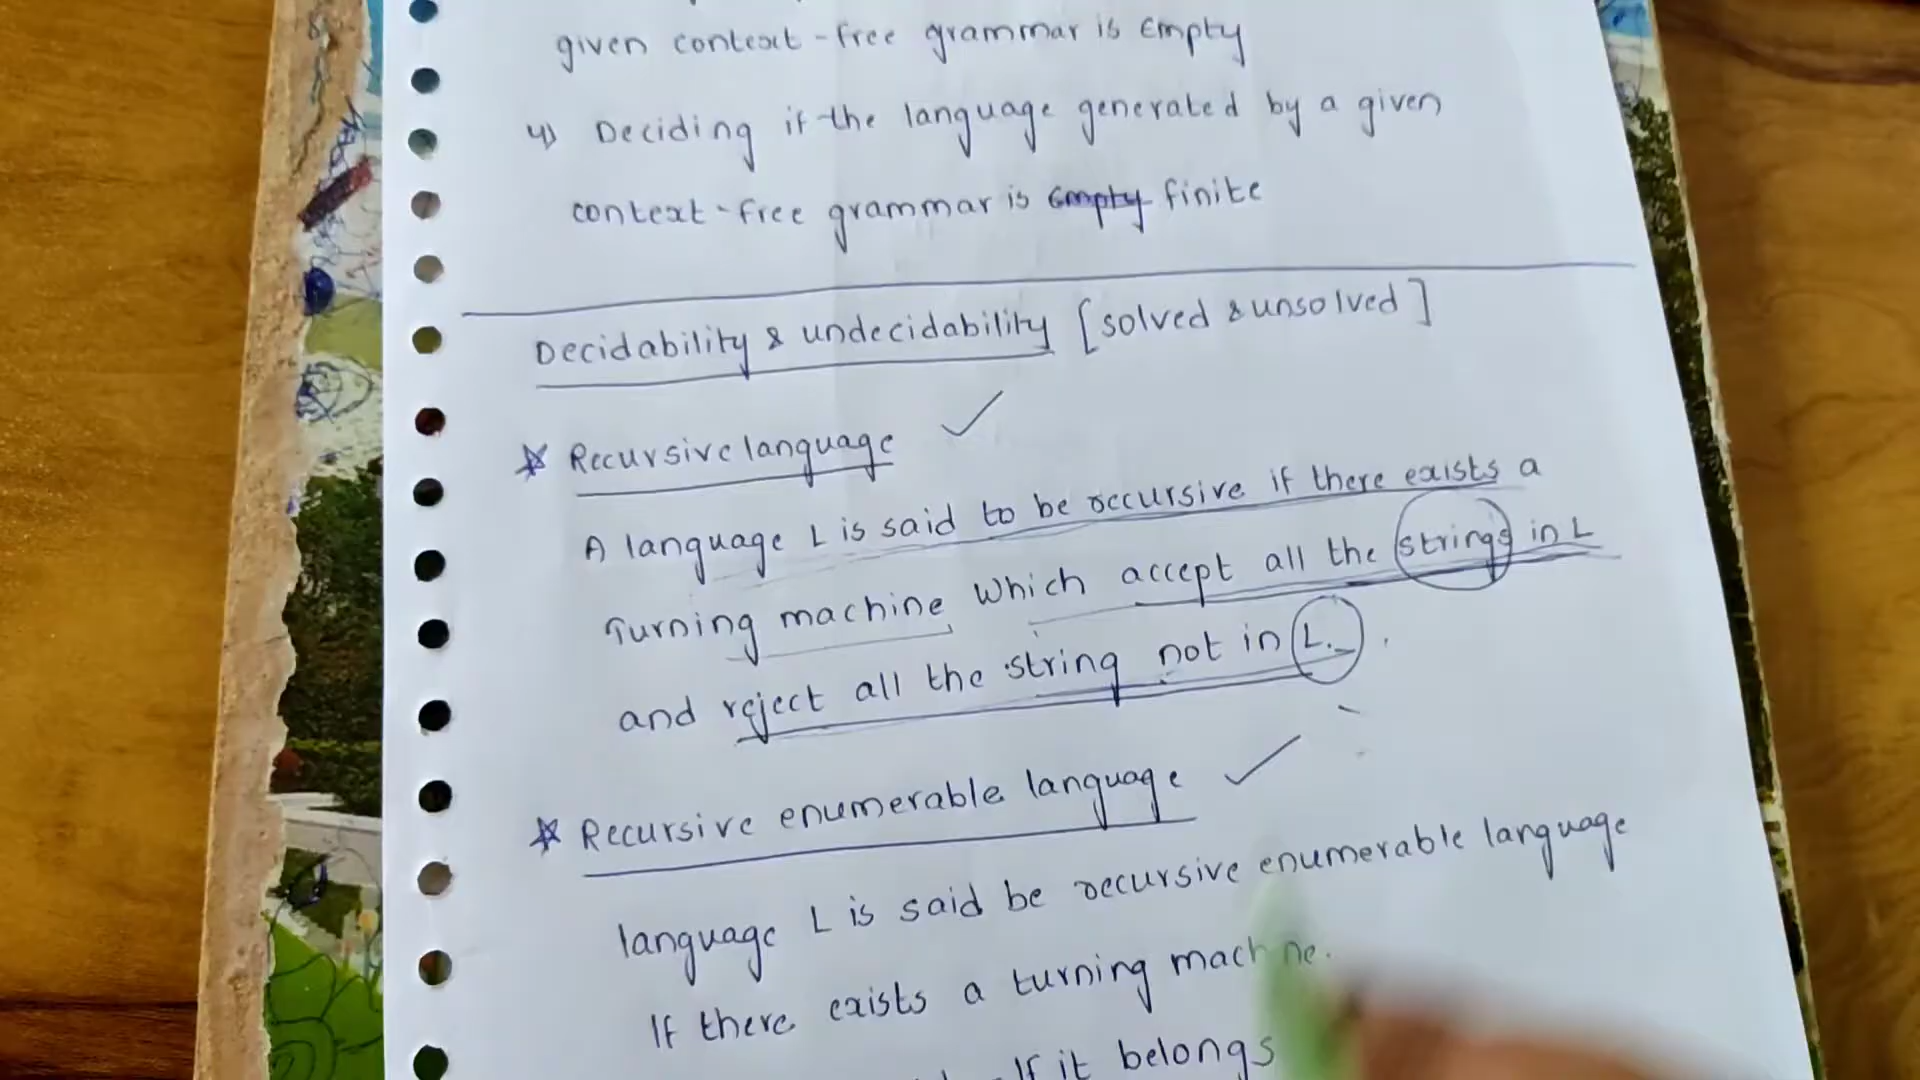 given context-free grammar is Empty
4) Deciding if the language generated by a given
context-free grammar is empty finite
Decidability & undecidability [solved & unsolved]
Recursive language
A language L is said to be recursive if there exists a
Turning machine which accept all the strings in L
and reject all the string not in L.
Recursive enumerable language
language L is said be recursive enumerable language
If there exists a turning machine.
If it belongs